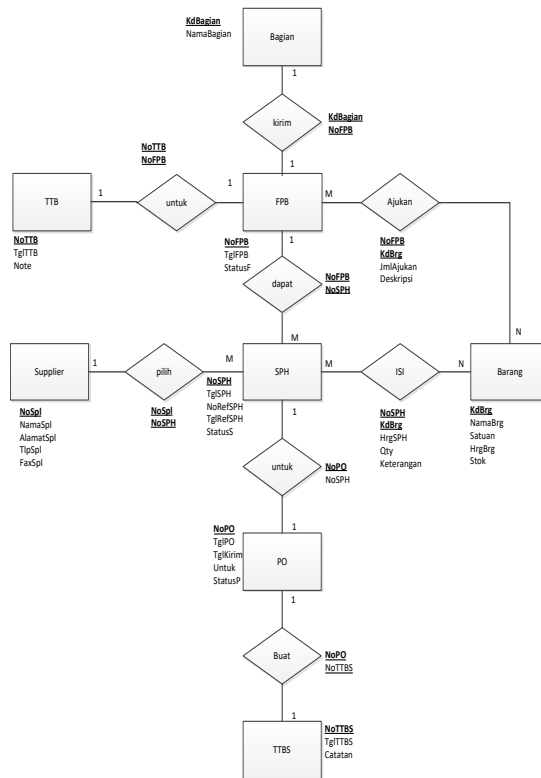 KdBagian
NamaBagian
Bagian
1
kirim
KdBagian
NoFPB
1
NoTTB
NoFPB
TTB
1
untuk
1
FPB
M
Ajukan
NoTTB
TglTTB
Note
NoFPB
TglFPB
StatusF
1
NoFPB
KdBrg
JmlAjukan
Deskripsi
dapat
NoFPB
NoSPH
M
N
Supplier
1
pilih
M
SPH
M
ISI
N
Barang
NoSpl
NamaSpl
AlamatSpl
TlpSpl
FaxSpl
NoSpl
NoSPH
NoSPH
TglSPH
NoRefSPH
TglRefSPH
StatusS
1
NoSPH
KdBrg
HrgSPH
Qty
Keterangan
KdBrg
NamaBrg
Satuan
HrgBrg
Stok
untuk
NoPO
NoSPH
1
NoPO
TglPO
TglKirim
Untuk
StatusP
PO
1
Buat
NoPO
NoTTBS
1
TTBS
NoTTBS
TglTTBS
Catatan